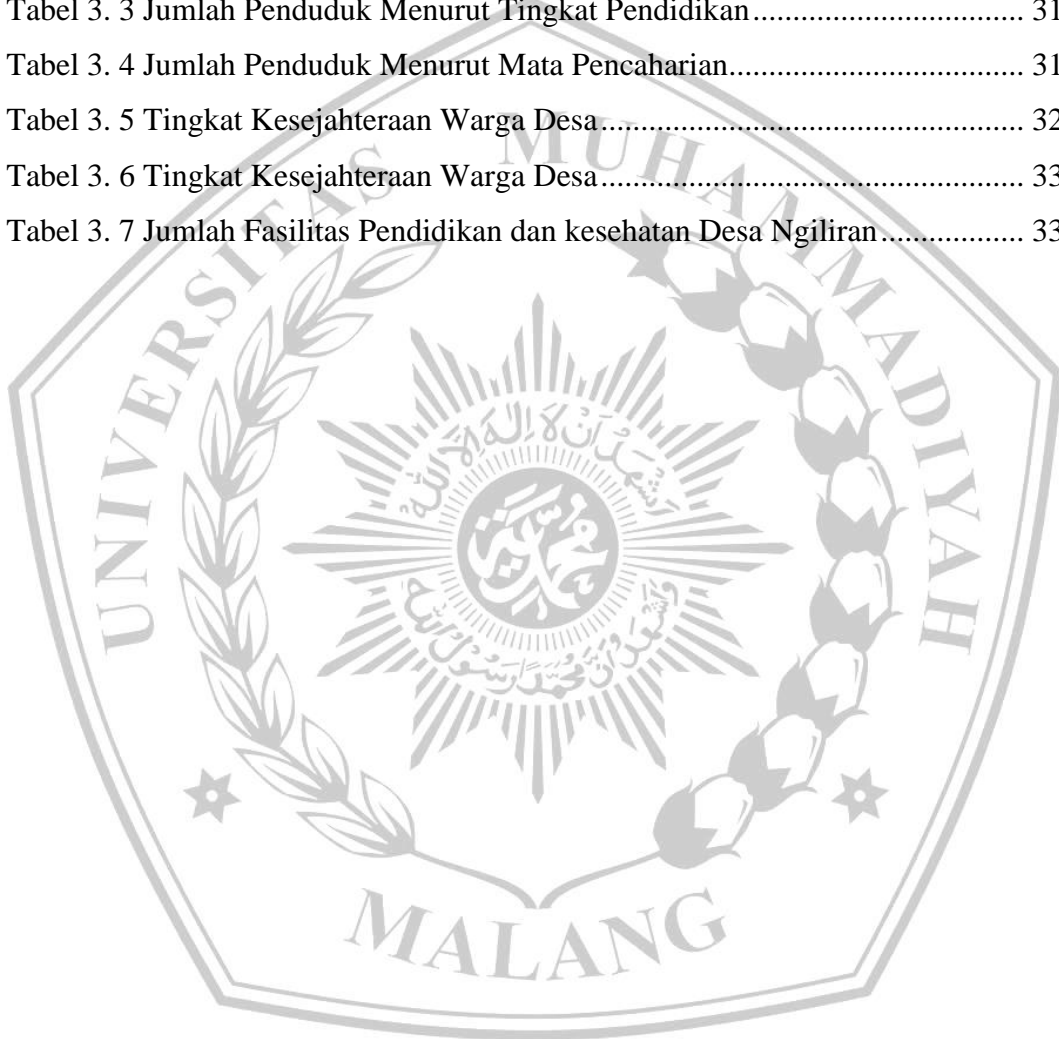 Tabel 3. 3 Jumlah Penduduk Menurut Tingkat Pendidikan................................. 31
Tabel 3. 4 Jumlah Penduduk Menurut Mata Pencaharian.................................... 31
Tabel 3. 5 Tingkat Kesejahteraan Warga Desa................................................... 32
Tabel 3. 6 Tingkat Kesejahteraan Warga Desa................................................... 33
Tabel 3. 7 Jumlah Fasilitas Pendidikan dan kesehatan Desa Ngiliran................. 33
UNIVERSITAS MUHAMMADIYAH
MALANG